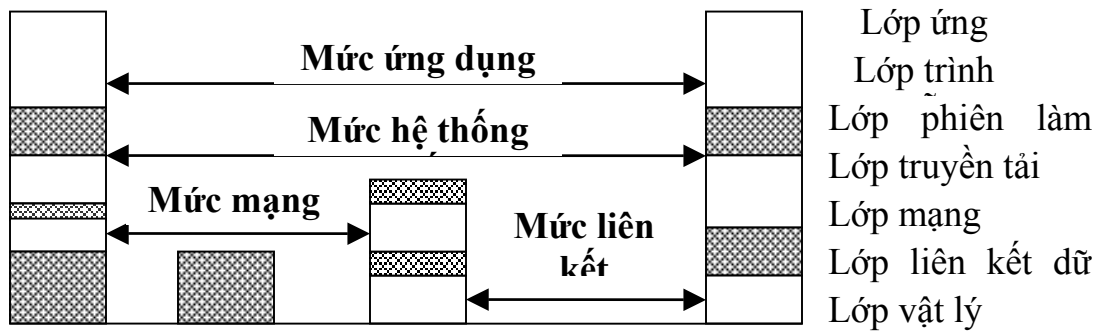 Mức ứng dụng
Mức hệ thống
Mức mạng
Mức liên
kết
Lớp ứng
Lớp trình
Lớp phiên làm
Lớp truyền tải
Lớp mạng
Lớp liên kết dữ
Lớp vật lý